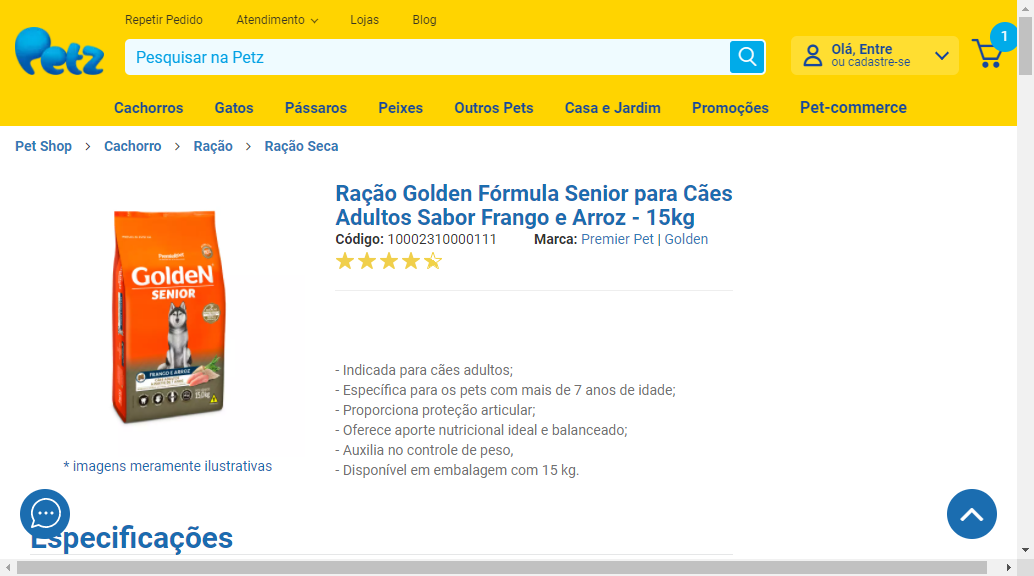 Repetir Pedido
Atendimento
Lojas
Blog
Petz
Pesquisar na Petz
Olá, Entre
ou cadastre-se
1
Cachorros
Gatos
Pássaros
Peixes
Outros Pets
Casa e Jardim
Promoções
Pet-commerce
Pet Shop
Cachorro
Ração
Ração Seca
Ração Golden Fórmula Senior para Cães
Adultos Sabor Frango e Arroz - 15kg
Código: 10002310000111
Marca: Premier Pet | Golden
GoldeN
SENIOR
FRANGO E ARROZ
15,0kg
- Indicada para cães adultos;
- Específica para os pets com mais de 7 anos de idade;
- Proporciona proteção articular;
- Oferece aporte nutricional ideal e balanceado;
- Auxilia no controle de peso,
- Disponível em embalagem com 15 kg.
* imagens meramente ilustrativas
Especificações